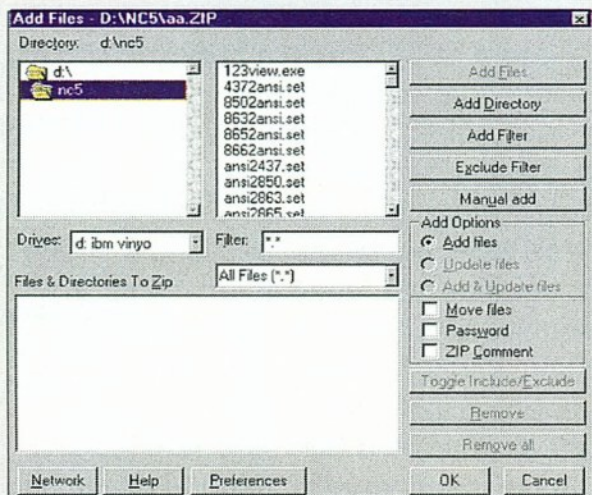 Add Files - D:\NC5\aa.ZIP
Directory: d:\nc5
d:\
nc5
123view.exe
4372ansi.set
8502ansi.set
8632ansi.set
8652ansi.set
8662ansi.set
ansi2437.set
ansi2850.set
ansi2863.set
ansi2865.set
Add Files
Add Directory
Add Filter
Exclude Filter
Manual add
Drives: d: ibm vinyo
Filter: *.*
All Files (*.*)
Add Options
Add files
Update files
Add & Update files
Move files
Password
ZIP Comment
Files & Directories To Zip
Toggle Include/Exclude
Remove
Remove all
Network
Help
Preferences
OK
Cancel